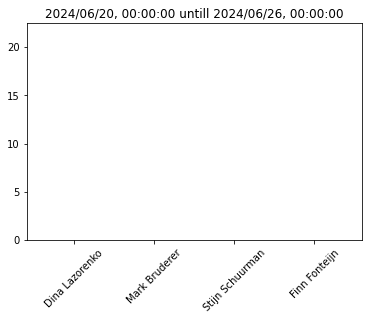 2024/06/20, 00:00:00 untill 2024/06/26, 00:00:00
20
15
10
5
0
Dina Lazorenko
Mark Bruderer
Stijn Schuurman
Finn Fonteijn